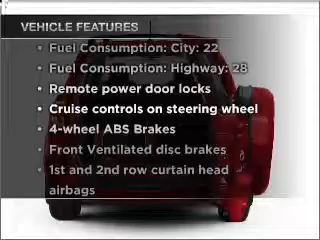 VEHICLE FEATURES
• Fuel Consumption: City: 22
• Fuel Consumption: Highway: 28
• Remote power door locks
• Cruise controls on steering wheel
• 4-wheel ABS Brakes
• Front Ventilated disc brakes
• 1st and 2nd row curtain head
airbags